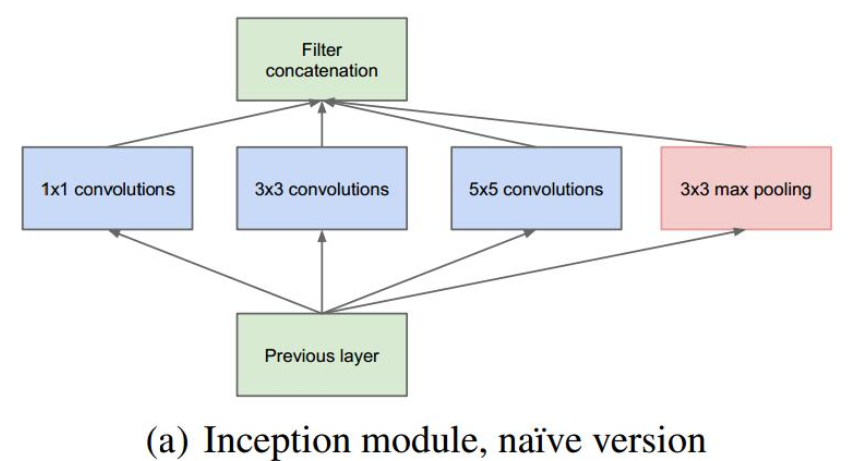 Filter
concatenation
1x1 convolutions
3x3 convolutions
5x5 convolutions
3x3 max pooling
Previous layer
(a) Inception module, naïve version